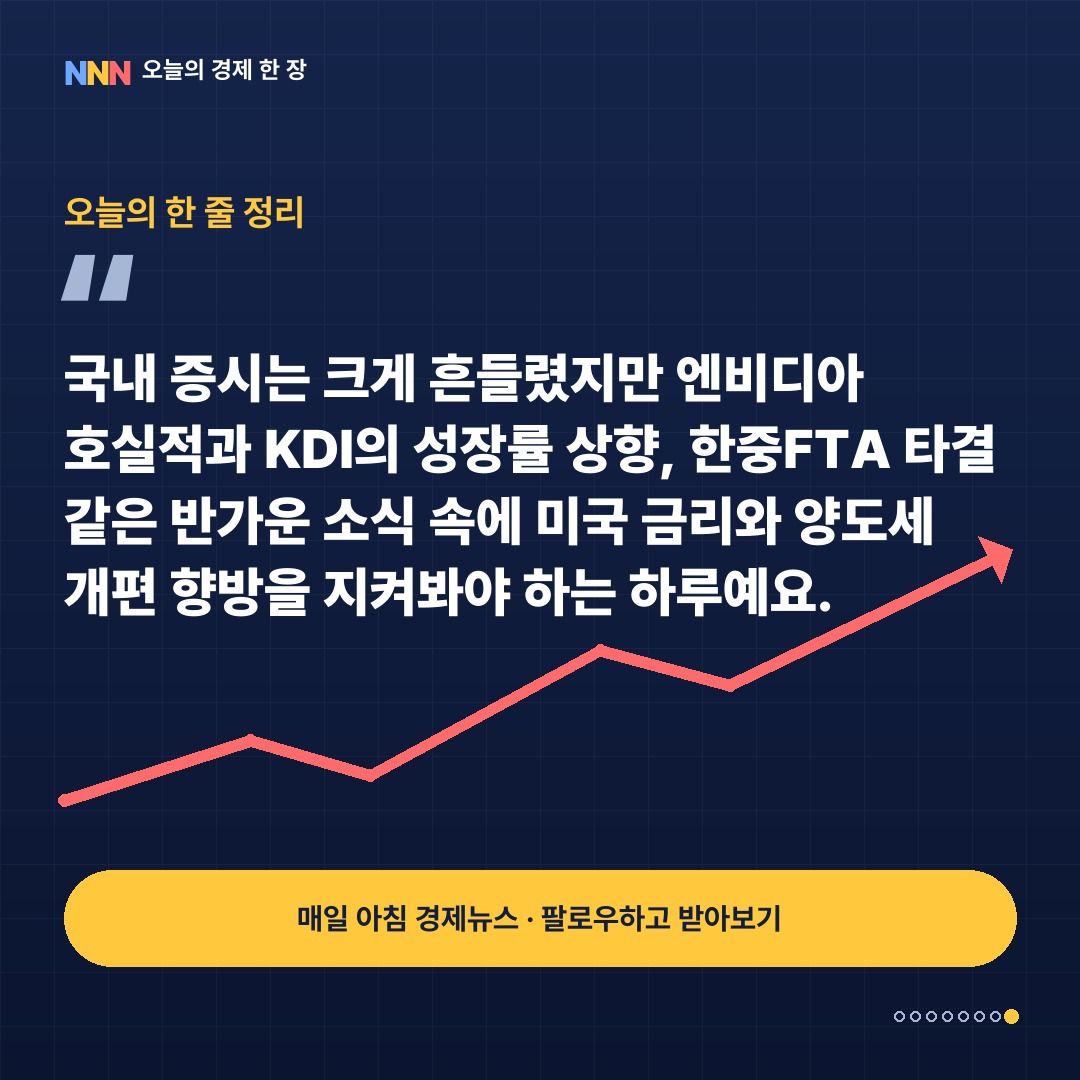 NNN 오늘의 경제 한 장
오늘의 한 줄 정리
"
국내 증시는 크게 흔들렸지만 엔비디아
호실적과 KDI의 성장률 상향, 한중FTA 타결
같은 반가운 소식 속에 미국 금리와 양도세
개편 향방을 지켜봐야 하는 하루예요.
매일 아침 경제뉴스 · 팔로우하고 받아보기